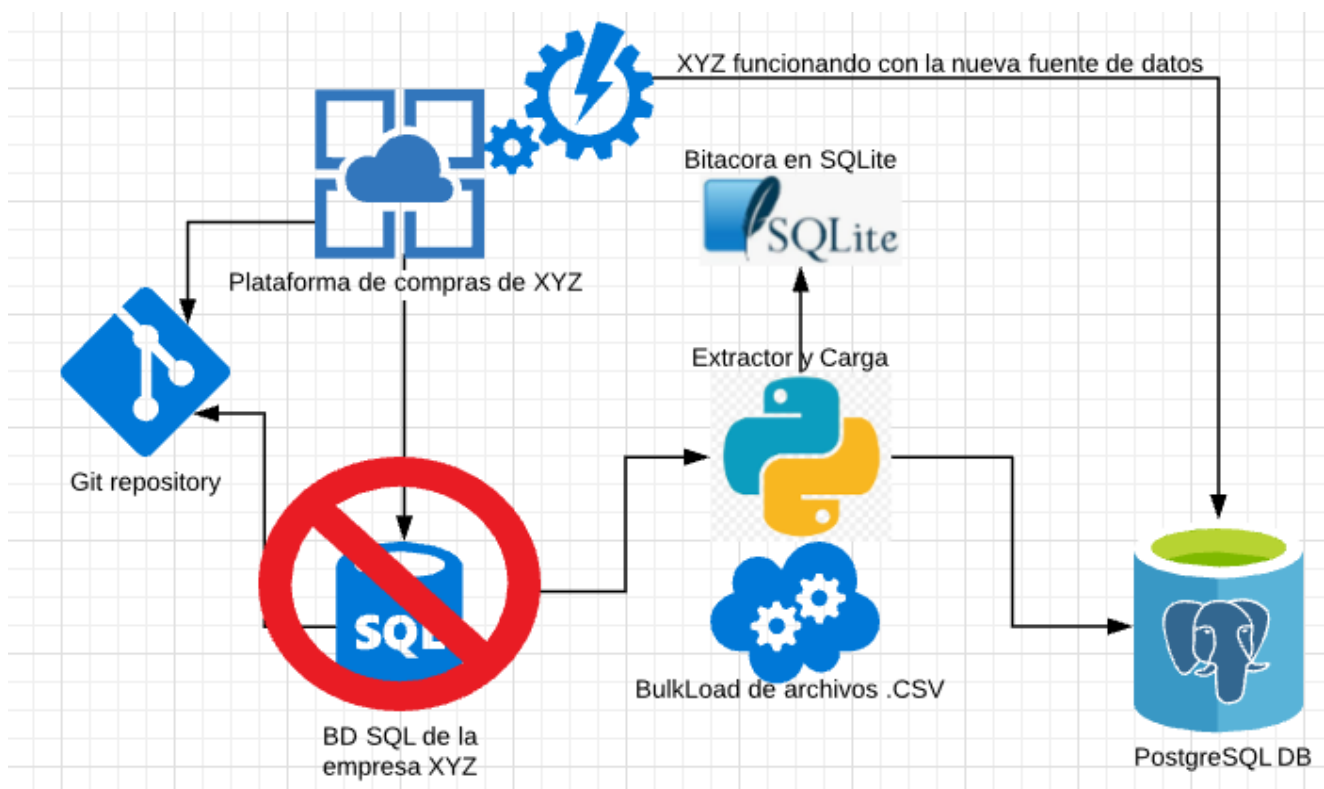 XYZ funcionando con la nueva fuente de datos
Bitacora en SQLite
SQLite
Plataforma de compras de XYZ
Extractor y Carga
Git repository
SQL
BulkLoad de archivos .CSV
BD SQL de la
empresa XYZ
PostgreSQL DB